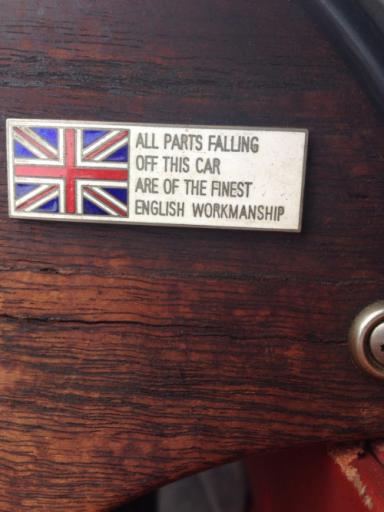 ALL PARTS FALLING
OFF THIS CAR
ARE OF THE FINEST
ENGLISH WORKMANSHIP